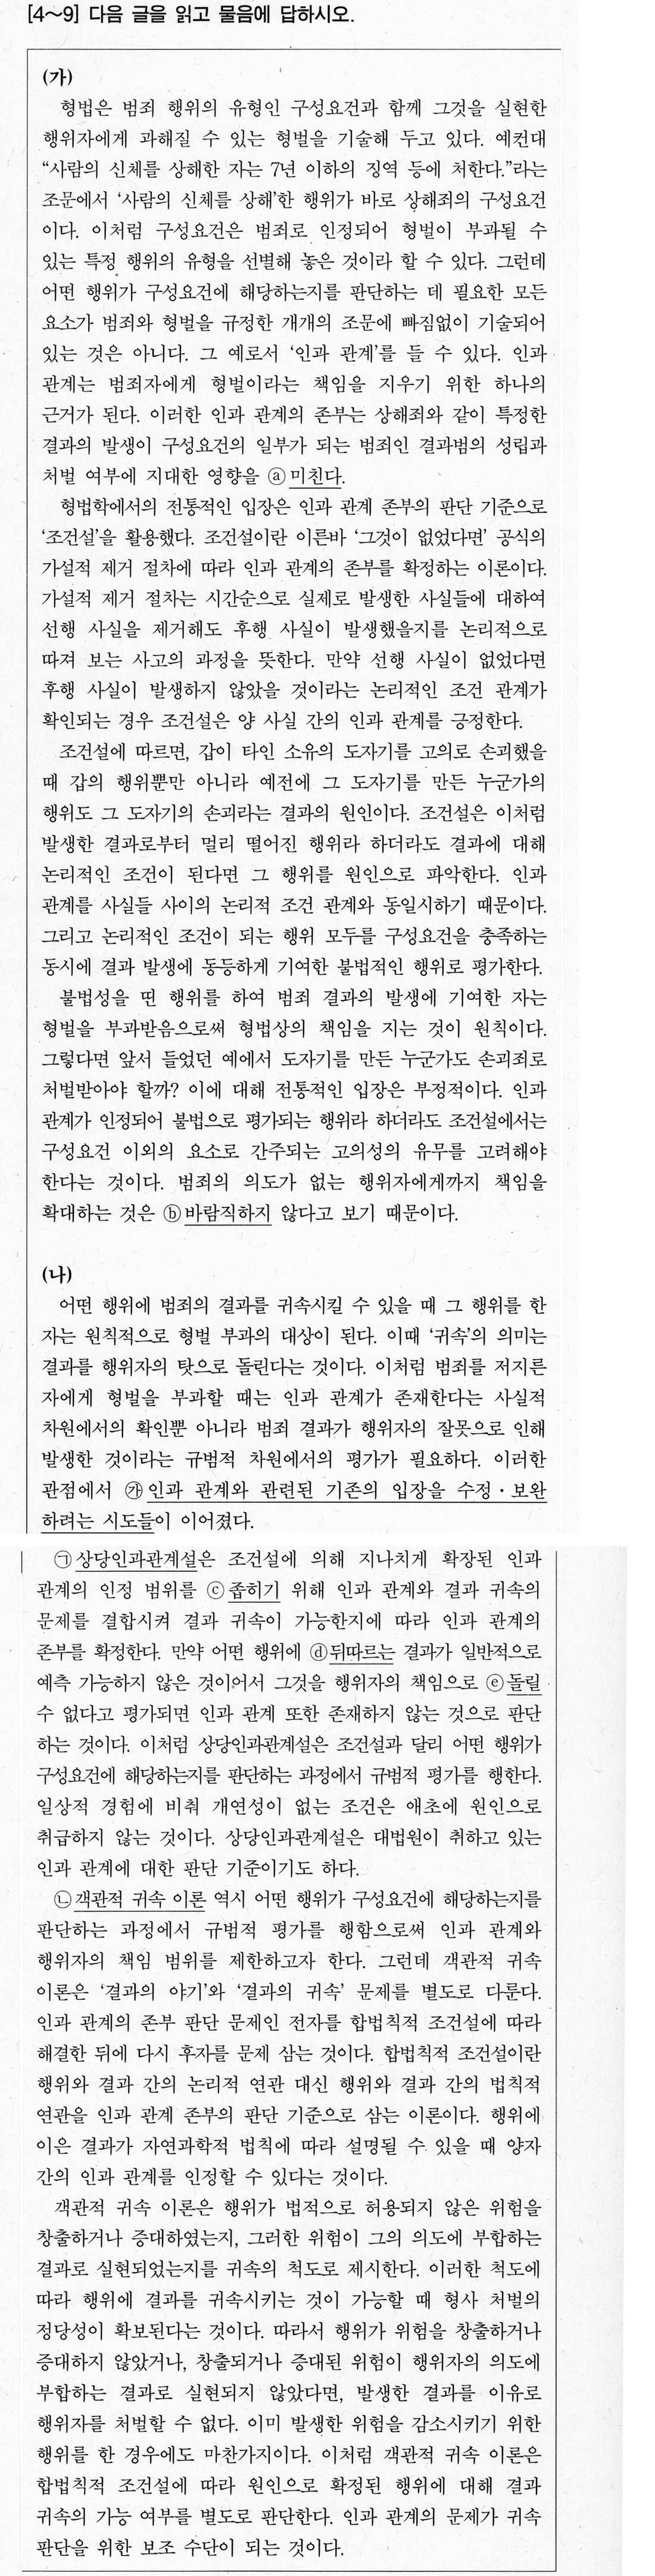 [4~9] 다음 글을 읽고 물음에 답하시오.
(가)
형법은 범죄 행위의 유형인 구성요건과 함께 그것을 실현한
행위자에게 과해질 수 있는 형벌을 기술해 두고 있다. 예컨대
“사람의 신체를 상해한 자는 7년 이하의 징역 등에 처한다.”라는
조문에서 ‘사람의 신체를 상해’한 행위가 바로 상해죄의 구성요건
이다. 이처럼 구성요건은 범죄로 인정되어 형벌이 부과될 수
있는 특정 행위의 유형을 선별해 놓은 것이라 할 수 있다. 그런데
어떤 행위가 구성요건에 해당하는지를 판단하는 데 필요한 모든
요소가 범죄와 형벌을 규정한 개개의 조문에 빠짐없이 기술되어
있는 것은 아니다. 그 예로서 ‘인과 관계’를 들 수 있다. 인과
관계는 범죄자에게 형벌이라는 책임을 지우기 위한 하나의
근거가 된다. 이러한 인과 관계의 존부는 상해죄와 같이 특정한
결과의 발생이 구성요건의 일부가 되는 범죄인 결과범의 성립과
처벌 여부에 지대한 영향을 ⓐ미친다.
형법학에서의 전통적인 입장은 인과 관계 존부의 판단 기준으로
‘조건설’을 활용했다. 조건설이란 이른바 ‘그것이 없었다면’ 공식의
가설적 제거 절차에 따라 인과 관계의 존부를 확정하는 이론이다.
가설적 제거 절차는 시간순으로 실제로 발생한 사실들에 대하여
선행 사실을 제거해도 후행 사실이 발생했을지를 논리적으로
따져 보는 사고의 과정을 뜻한다. 만약 선행 사실이 없었다면
후행 사실이 발생하지 않았을 것이라는 논리적인 조건 관계가
확인되는 경우 조건설은 양 사실 간의 인과 관계를 긍정한다.
조건설에 따르면, 갑이 타인 소유의 도자기를 고의로 손괴했을
때 갑의 행위뿐만 아니라 예전에 그 도자기를 만든 누군가의
행위도 그 도자기의 손괴라는 결과의 원인이다. 조건설은 이처럼
발생한 결과로부터 멀리 떨어진 행위라 하더라도 결과에 대해
논리적인 조건이 된다면 그 행위를 원인으로 파악한다. 인과
관계를 사실들 사이의 논리적 조건 관계와 동일시하기 때문이다.
그리고 논리적인 조건이 되는 행위 모두를 구성요건을 충족하는
동시에 결과 발생에 동등하게 기여한 불법적인 행위로 평가한다.
불법성을 띤 행위를 하여 범죄 결과의 발생에 기여한 자는
형벌을 부과받음으로써 형법상의 책임을 지는 것이 원칙이다.
그렇다면 앞서 들었던 예에서 도자기를 만든 누군가도 손괴죄로
처벌받아야 할까? 이에 대해 전통적인 입장은 부정적이다. 인과
관계가 인정되어 불법으로 평가되는 행위라 하더라도 조건설에서는
구성요건 이외의 요소로 간주되는 고의성의 유무를 고려해야
한다는 것이다. 범죄의 의도가 없는 행위자에게까지 책임을
확대하는 것은 ⓑ바람직하지 않다고 보기 때문이다.
(나)
어떤 행위에 범죄의 결과를 귀속시킬 수 있을 때 그 행위를 한
자는 원칙적으로 형벌 부과의 대상이 된다. 이때 ‘귀속’의 의미는
결과를 행위자의 탓으로 돌린다는 것이다. 이처럼 범죄를 저지른
자에게 형벌을 부과할 때는 인과 관계가 존재한다는 사실적
차원에서의 확인뿐 아니라 범죄 결과가 행위자의 잘못으로 인해
발생한 것이라는 규범적 차원에서의 평가가 필요하다. 이러한
관점에서 ㉮인과 관계와 관련된 기존의 입장을 수정·보완
하려는 시도들이 이어졌다.
㉠상당인과관계설은 조건설에 의해 지나치게 확장된 인과
관계의 인정 범위를 ⓒ좁히기 위해 인과 관계와 결과 귀속의
문제를 결합시켜 결과 귀속이 가능한지에 따라 인과 관계의
존부를 확정한다. 만약 어떤 행위에 ⓓ뒤따르는 결과가 일반적으로
예측 가능하지 않은 것이어서 그것을 행위자의 책임으로 ⓔ돌릴
수 없다고 평가되면 인과 관계 또한 존재하지 않는 것으로 판단
하는 것이다. 이처럼 상당인과관계설은 조건설과 달리 어떤 행위가
구성요건에 해당하는지를 판단하는 과정에서 규범적 평가를 행한다.
일상적 경험에 비춰 개연성이 없는 조건은 애초에 원인으로
취급하지 않는 것이다. 상당인과관계설은 대법원이 취하고 있는
인과 관계에 대한 판단 기준이기도 하다.
㉡객관적 귀속 이론 역시 어떤 행위가 구성요건에 해당하는지를
판단하는 과정에서 규범적 평가를 행함으로써 인과 관계와
행위자의 책임 범위를 제한하고자 한다. 그런데 객관적 귀속
이론은 ‘결과의 야기’와 ‘결과의 귀속’ 문제를 별도로 다룬다.
인과 관계의 존부 판단 문제인 전자를 합법칙적 조건설에 따라
해결한 뒤에 다시 후자를 문제 삼는 것이다. 합법칙적 조건설이란
행위와 결과 간의 논리적 연관 대신 행위와 결과 간의 법칙적
연관을 인과 관계 존부의 판단 기준으로 삼는 이론이다. 행위에
이은 결과가 자연과학적 법칙에 따라 설명될 수 있을 때 양자
간의 인과 관계를 인정할 수 있다는 것이다.
객관적 귀속 이론은 행위가 법적으로 허용되지 않은 위험을
창출하거나 증대하였는지, 그러한 위험이 그의 의도에 부합하는
결과로 실현되었는지를 귀속의 척도로 제시한다. 이러한 척도에
따라 행위에 결과를 귀속시키는 것이 가능할 때 형사 처벌의
정당성이 확보된다는 것이다. 따라서 행위가 위험을 창출하거나
증대하지 않았거나, 창출되거나 증대된 위험이 행위자의 의도에
부합하는 결과로 실현되지 않았다면, 발생한 결과를 이유로
행위자를 처벌할 수 없다. 이미 발생한 위험을 감소시키기 위한
행위를 한 경우에도 마찬가지이다. 이처럼 객관적 귀속 이론은
합법칙적 조건설에 따라 원인으로 확정된 행위에 대해 결과
귀속의 가능 여부를 별도로 판단한다. 인과 관계의 문제가 귀속
판단을 위한 보조 수단이 되는 것이다.